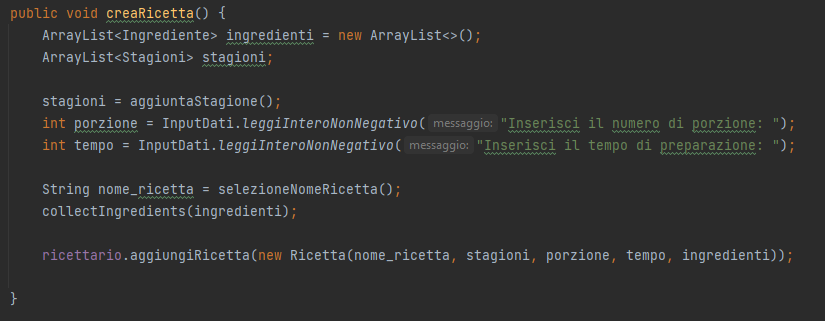 public void creaRicetta() {
ArrayList<Ingrediente> ingredienti = new ArrayList<>();
ArrayList<Stagioni> stagioni;
stagioni = aggiuntaStagione();
int porzione = InputDati.leggiInteroNonNegativo( messaggio: "Inserisci il numero di porzione: ");
int tempo = InputDati.leggiInteroNonNegativo( messaggio: "Inserisci il tempo di preparazione: ");
String nome_ricetta = selezioneNomeRicetta();
collectIngredients(ingredienti);
ricettario.aggiungiRicetta(new Ricetta(nome_ricetta, stagioni, porzione, tempo, ingredienti));
}